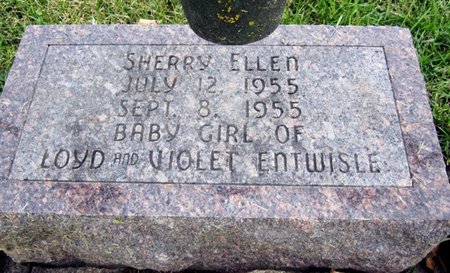 SHERRY ELLEN
JULY 12, 1955
SEPT. 8, 1955
BABY GIRL OF
LOYD AND VIOLET ENTWISLE